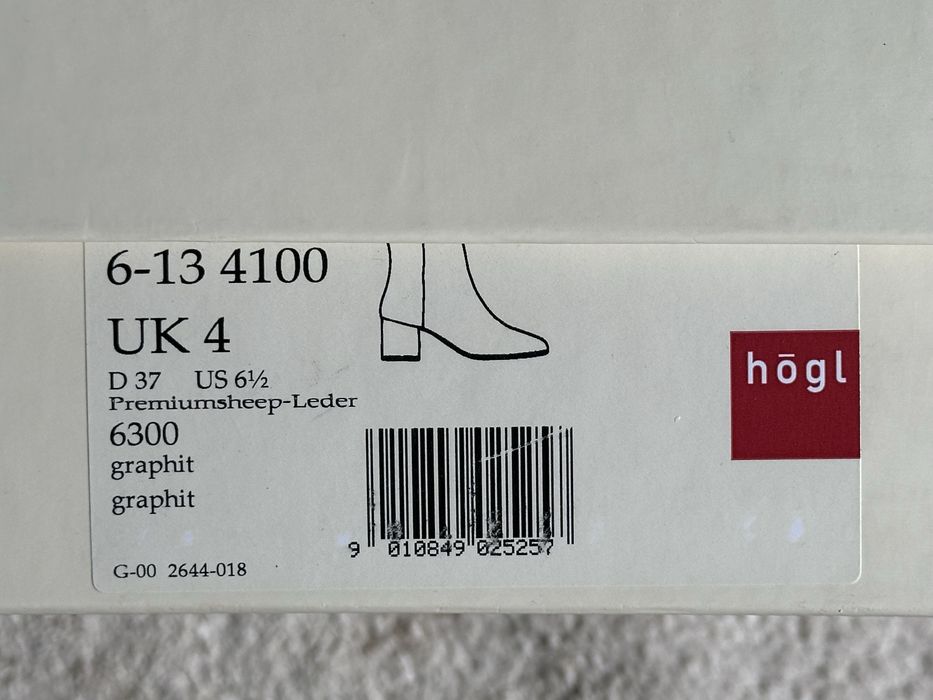 6-13 4100
UK 4
D 37 US 6½
Premiumsheep-Leder
6300
graphit
graphit
G-00 2644-018
9 010849 025257
hōgl